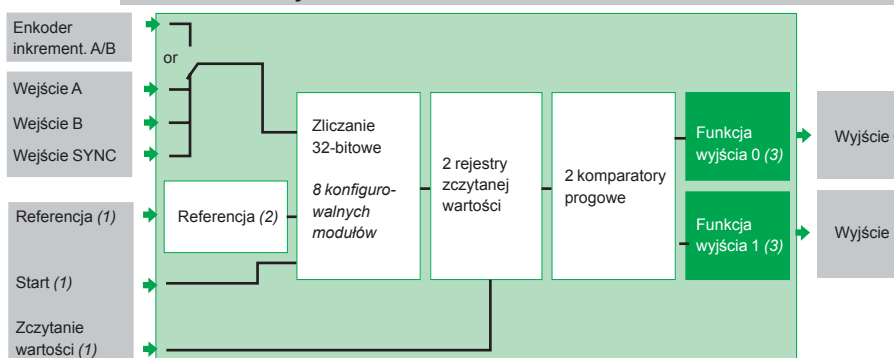 Enkoder
inkrement. A/B
or
Wejście A
Wejście B
Wejście SYNC
Referencja (1)
Start (1)
Zczytanie
wartości (1)
Referencja (2)
Zliczanie
32-bitowe
8 konfiguro-
walnych
modułów
2 rejestry
zczytanej
wartości
2 komparatory
progowe
Funkcja
wyjścia 0 (3)
Funkcja
wyjścia 1 (3)
Wyjście
Wyjście